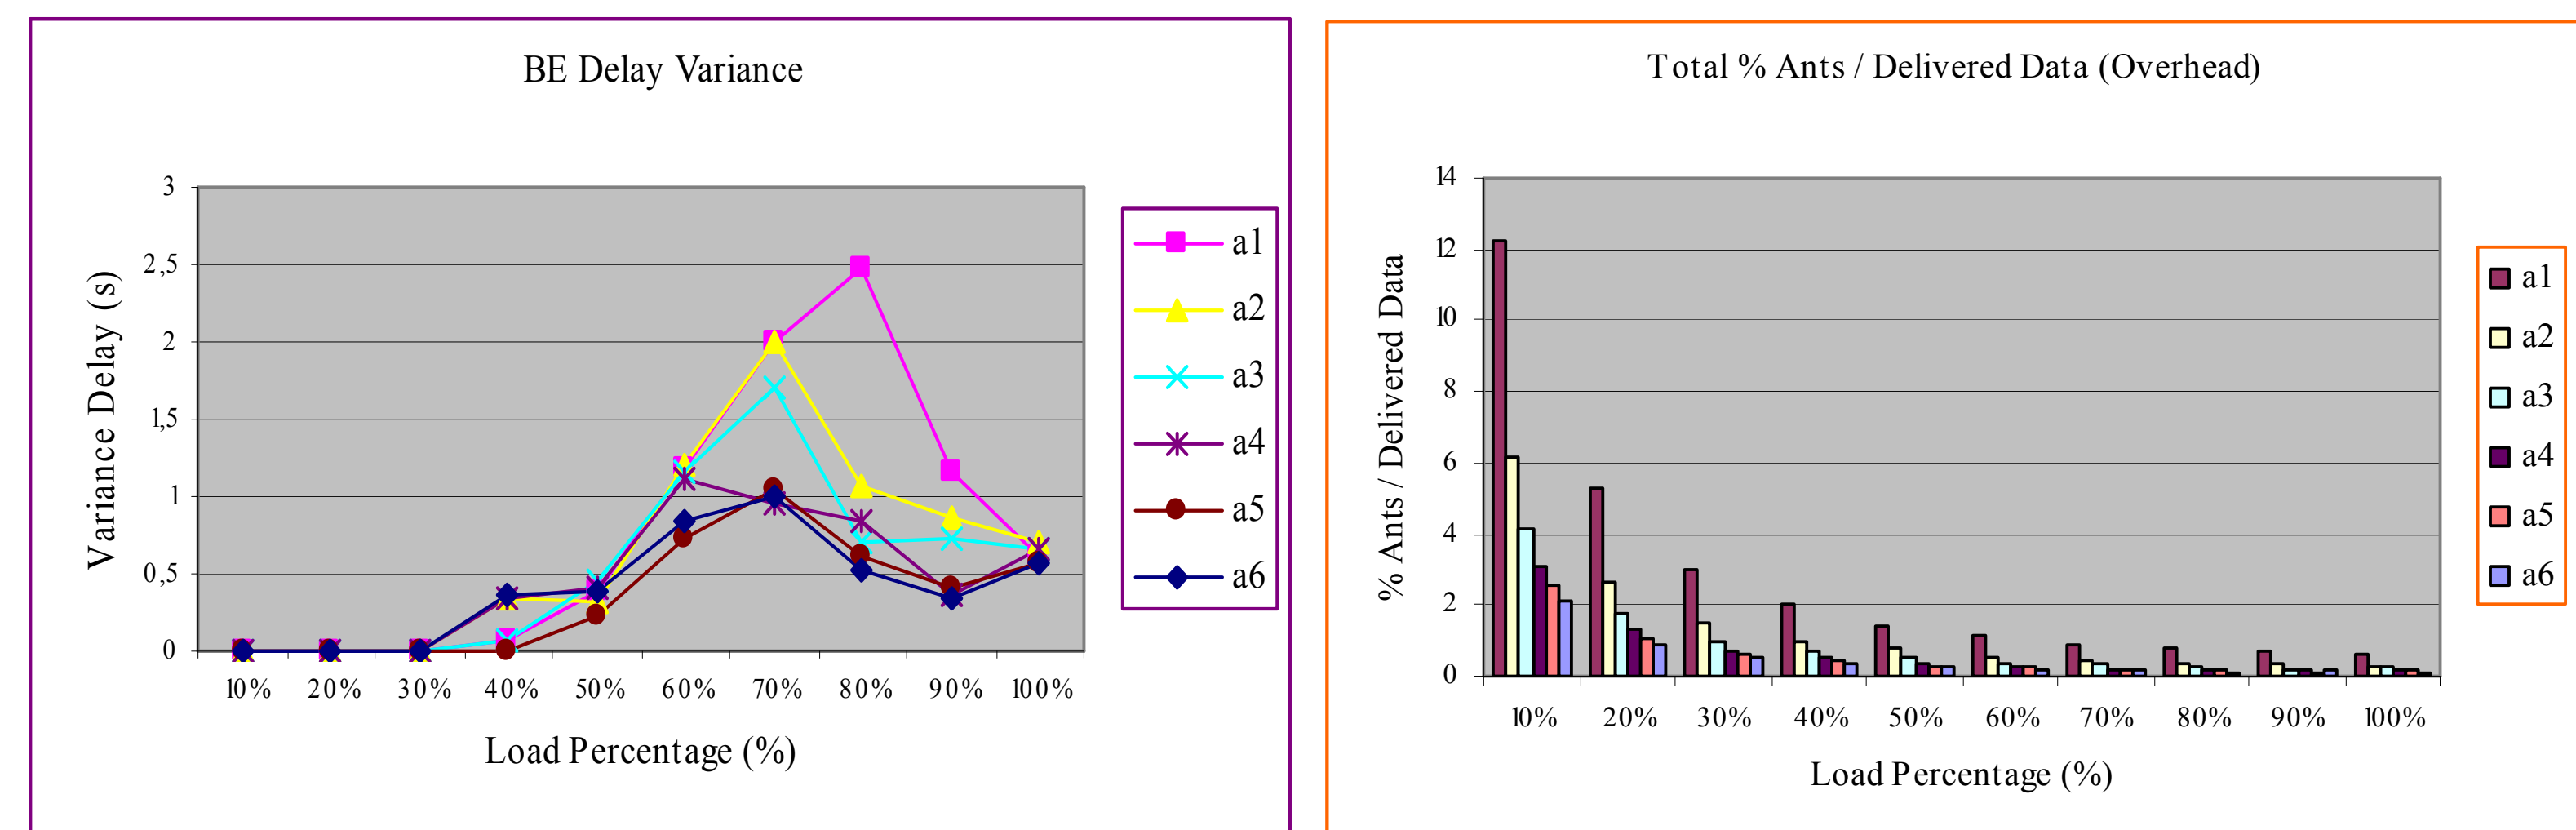 BE Delay Variance
Variance Delay (s)
3
2,5
2
1,5
1
0,5
0
10% 20% 30% 40% 50% 60% 70% 80% 90% 100%
Load Percentage (%)
a1
a2
a3
a4
a5
a6
Total % Ants / Delivered Data (Overhead)
% Ants / Delivered Data
14
12
10
8
6
4
2
0
10% 20% 30% 40% 50% 60% 70% 80% 90% 100%
Load Percentage (%)
a1
a2
a3
a4
a5
a6